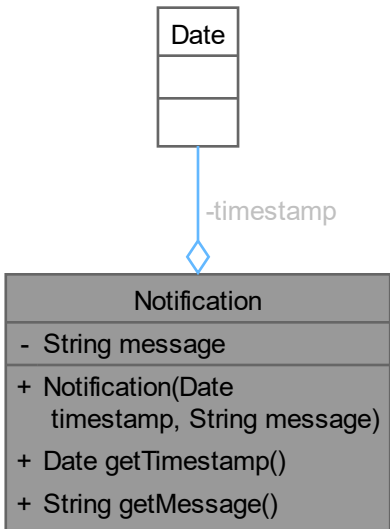 Date
-timestamp
Notification
- String message
+ Notification(Date
timestamp, String message)
+ Date getTimestamp()
+ String getMessage()